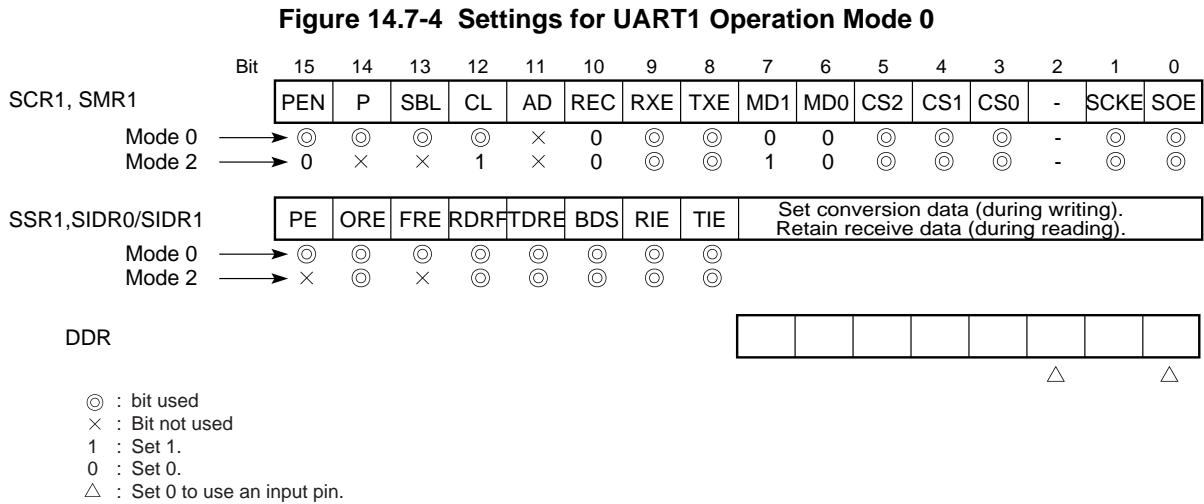 Figure 14.7-4 Settings for UART1 Operation Mode 0
Bit 15 14 13 12 11 10 9 8 7 6 5 4 3 2 1 0
SCR1, SMR1 PEN P SBL CL AD REC RXE TXE MD1 MD0 CS2 CS1 CS0 - SCKE SOE
Mode 0 ◎ ◎ ◎ ◎ × 0 ◎ ◎ 0 0 ◎ ◎ ◎ - ◎ ◎
Mode 2 0 × × 1 × 0 ◎ ◎ 1 0 ◎ ◎ ◎ - ◎ ◎
SSR1,SIDR0/SIDR1 PE ORE FRE RDRF TDRE BDS RIE TIE Set conversion data (during writing).
Retain receive data (during reading).
Mode 0 ◎ ◎ ◎ ◎ ◎ ◎ ◎ ◎
Mode 2 × ◎ × ◎ ◎ ◎ ◎ ◎
DDR
△ △
◎ : bit used
× : Bit not used
1 : Set 1.
0 : Set 0.
△ : Set 0 to use an input pin.